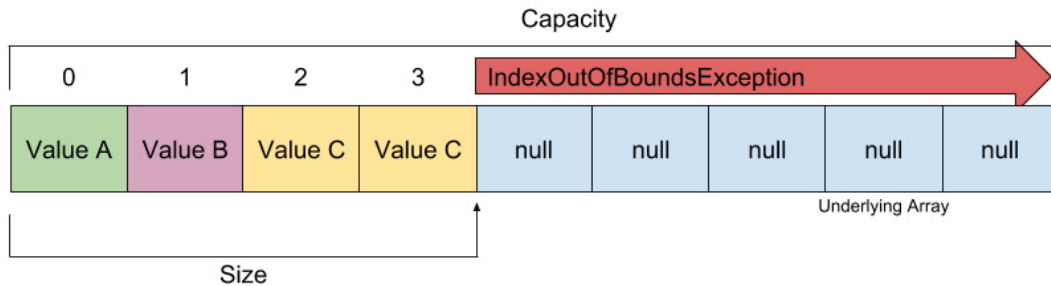 Capacity
0 1 2 3 IndexOutOfBoundsException
Value A Value B Value C Value C null null null null null
Underlying Array
Size